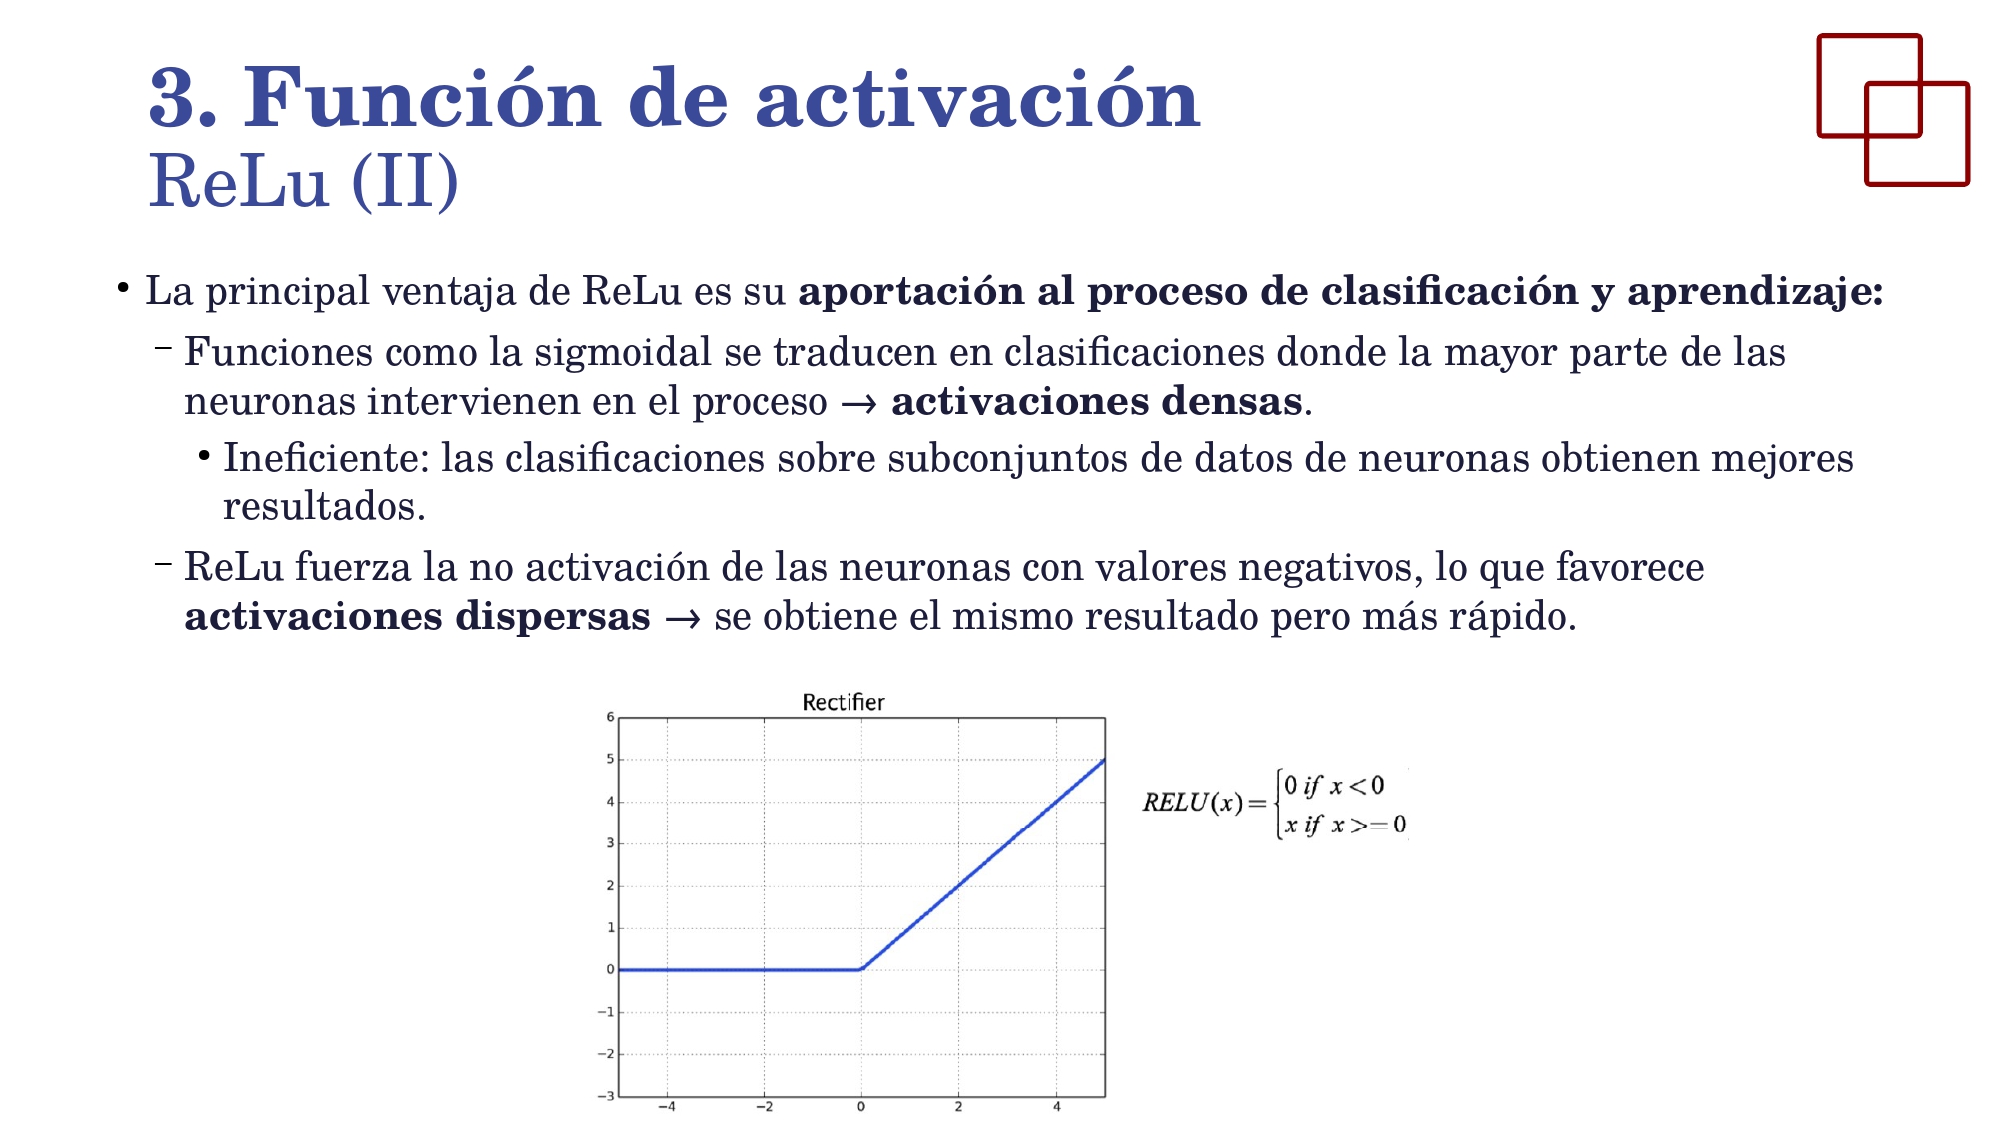 3. Función de activación
ReLu (II)
• La principal ventaja de ReLu es su aportación al proceso de clasificación y aprendizaje:
– Funciones como la sigmoidal se traducen en clasificaciones donde la mayor parte de las
neuronas intervienen en el proceso → activaciones densas.
• Ineficiente: las clasificaciones sobre subconjuntos de datos de neuronas obtienen mejores
resultados.
– ReLu fuerza la no activación de las neuronas con valores negativos, lo que favorece
activaciones dispersas → se obtiene el mismo resultado pero más rápido.
Rectifier
6
5
4
3
2
1
0
−1
−2
−3
−4 −2 0 2 4
RELU(x)={
0 if x<0
x if x>=0